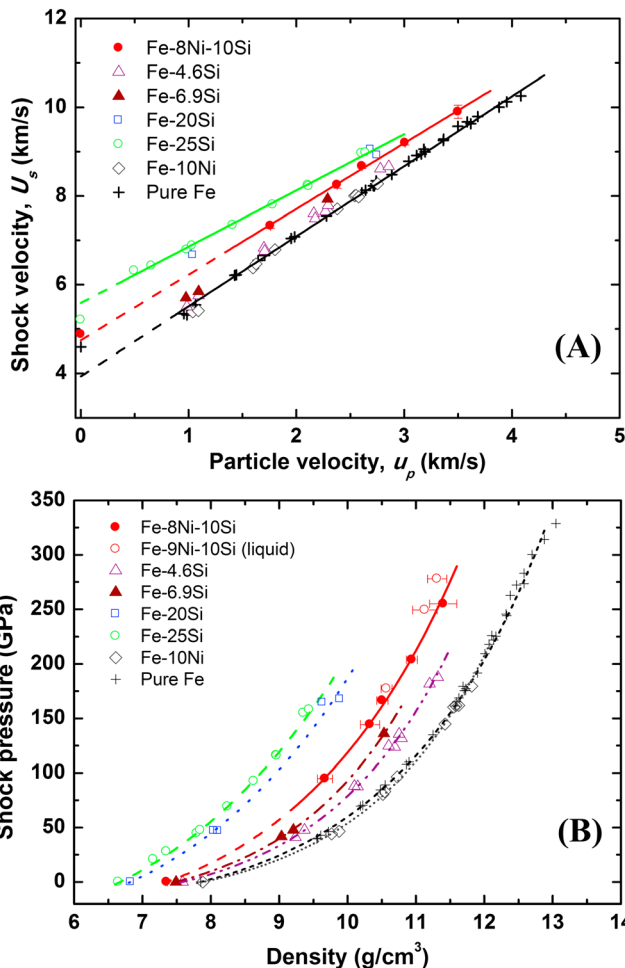 12
10
8
6
4
Shock velocity, Us (km/s)
Fe-8Ni-10Si
Fe-4.6Si
Fe-6.9Si
Fe-20Si
Fe-25Si
Fe-10Ni
Pure Fe
(A)
0 1 2 3 4 5
Particle velocity, up (km/s)
350
300
250
200
150
100
50
0
Shock pressure (GPa)
Fe-8Ni-10Si
Fe-9Ni-10Si (liquid)
Fe-4.6Si
Fe-6.9Si
Fe-20Si
Fe-25Si
Fe-10Ni
Pure Fe
(B)
6 7 8 9 10 11 12 13 14
Density (g/cm³)